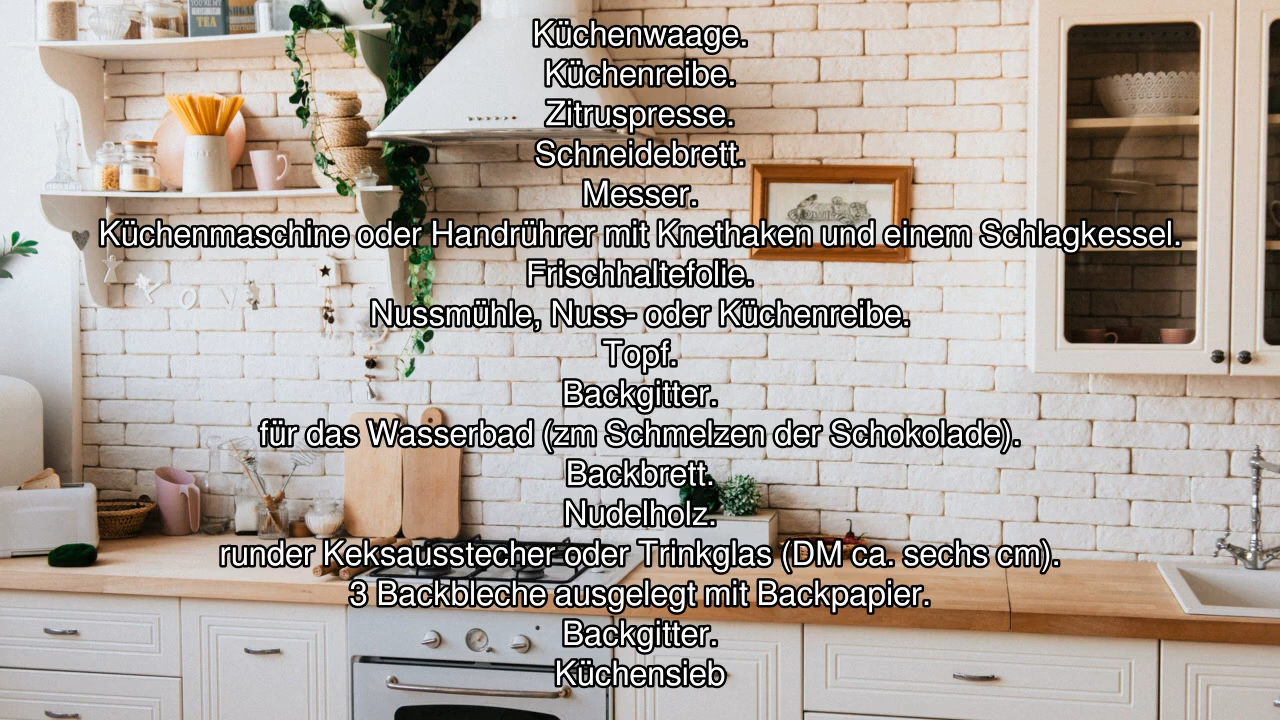 YOU
TEA
Küchenwaage.
Küchenreibe.
Zitruspresse.
Schneidebrett.
Messer.
Küchenmaschine oder Handrührer mit Knethaken und einem Schlagkessel.
Frischhaltefolie.
Nussmühle, Nuss- oder Küchenreibe.
Topf.
Backgitter.
für das Wasserbad (zm Schmelzen der Schokolade).
Backbrett.
Nudelholz.
runder Keksausstecher oder Trinkglas (DM ca. sechs cm).
3 Backbleche ausgelegt mit Backpapier.
Backgitter.
Küchensieb